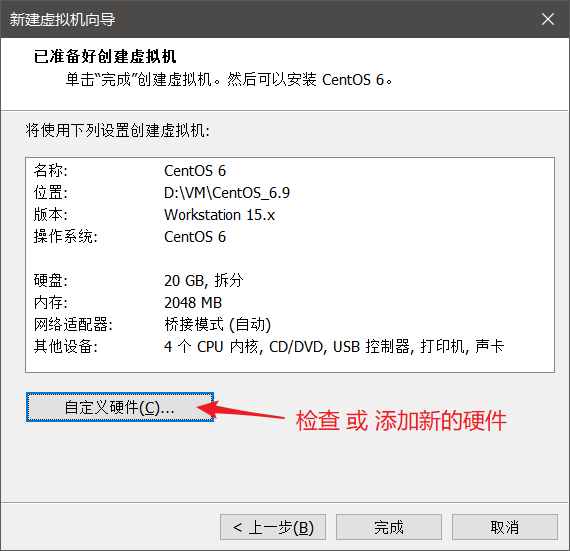 新建虚拟机向导
已准备好创建虚拟机
单击“完成”创建虚拟机。然后可以安装 CentOS 6。
将使用下列设置创建虚拟机:
名称: CentOS 6
位置: D:\VM\CentOS_6.9
版本: Workstation 15.x
操作系统: CentOS 6
硬盘: 20 GB, 拆分
内存: 2048 MB
网络适配器: 桥接模式 (自动)
其他设备: 4 个 CPU 内核, CD/DVD, USB 控制器, 打印机, 声卡
自定义硬件(C)...
检查 或 添加新的硬件
< 上一步(B) 完成 取消